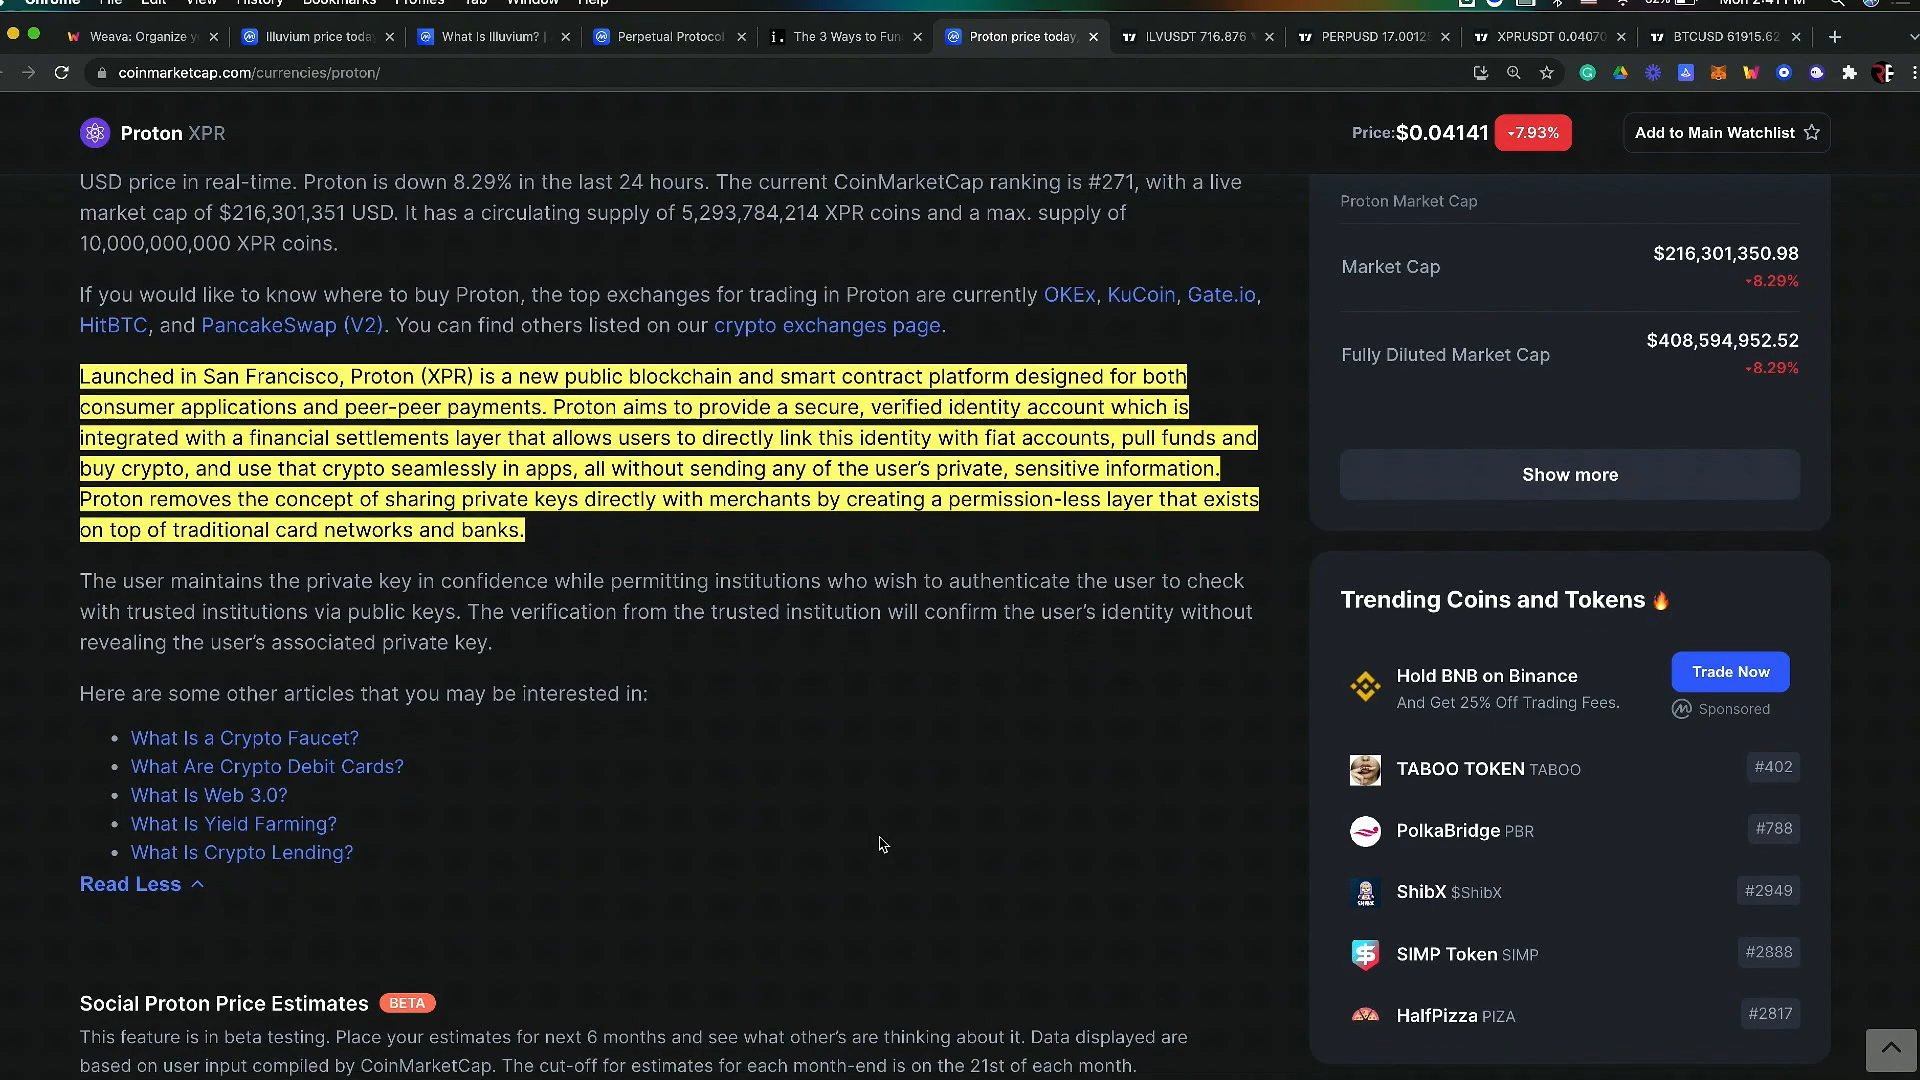 Chrome File Edit View History Bookmarks Profiles Tab Window Help
Weava: Organize y
Illuvium price today
What Is Illuvium? |
Perpetual Protocol
The 3 Ways to Fun
Proton price today,
ILVUSDT 716.876
PERPUSD 17.00125
XPRUSDT 0.04070
BTCUSD 61915.62
coinmarketcap.com/currencies/proton/
Proton XPR
Price:$0.04141 7.93%
Add to Main Watchlist
USD price in real-time. Proton is down 8.29% in the last 24 hours. The current CoinMarketCap ranking is #271, with a live
market cap of $216,301,351 USD. It has a circulating supply of 5,293,784,214 XPR coins and a max. supply of
10,000,000,000 XPR coins.
If you would like to know where to buy Proton, the top exchanges for trading in Proton are currently OKEx, KuCoin, Gate.io,
HitBTC, and PancakeSwap (V2). You can find others listed on our crypto exchanges page.
Launched in San Francisco, Proton (XPR) is a new public blockchain and smart contract platform designed for both
consumer applications and peer-peer payments. Proton aims to provide a secure, verified identity account which is
integrated with a financial settlements layer that allows users to directly link this identity with fiat accounts, pull funds and
buy crypto, and use that crypto seamlessly in apps, all without sending any of the user's private, sensitive information.
Proton removes the concept of sharing private keys directly with merchants by creating a permission-less layer that exists
on top of traditional card networks and banks.
The user maintains the private key in confidence while permitting institutions who wish to authenticate the user to check
with trusted institutions via public keys. The verification from the trusted institution will confirm the user's identity without
revealing the user's associated private key.
Here are some other articles that you may be interested in:
• What Is a Crypto Faucet?
• What Are Crypto Debit Cards?
• What Is Web 3.0?
• What Is Yield Farming?
• What Is Crypto Lending?
Read Less
Social Proton Price Estimates BETA
This feature is in beta testing. Place your estimates for next 6 months and see what other's are thinking about it. Data displayed are
based on user input compiled by CoinMarketCap. The cut-off for estimates for each month-end is on the 21st of each month.
Proton Market Cap
Market Cap
$216,301,350.98
8.29%
Fully Diluted Market Cap
$408,594,952.52
8.29%
Show more
Trending Coins and Tokens 🔥
Hold BNB on Binance
And Get 25% Off Trading Fees.
Trade Now
Sponsored
TABOO TOKEN TABOO #402
PolkaBridge PBR #788
ShibX $ShibX #2949
SIMP Token SIMP #2888
HalfPizza PIZA #2817